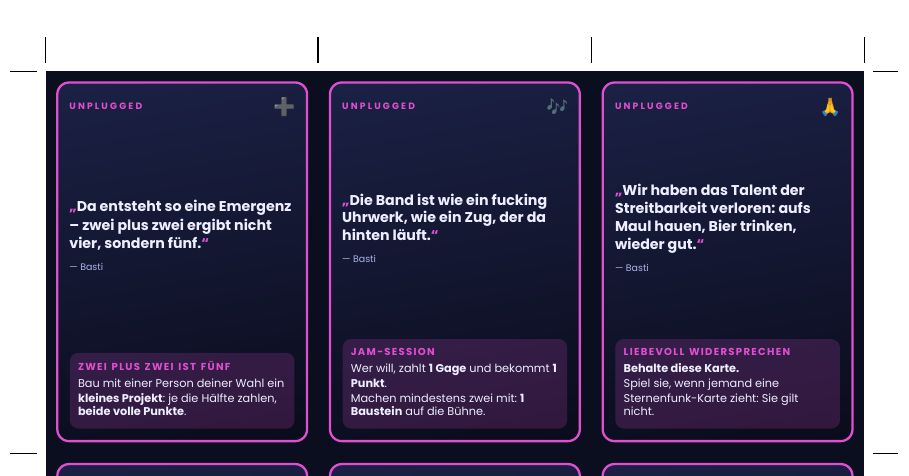 UNPLUGGED
„Da entsteht so eine Emergenz
– zwei plus zwei ergibt nicht
vier, sondern fünf.“
— Basti
ZWEI PLUS ZWEI IST FÜNF
Bau mit einer Person deiner Wahl ein
kleines Projekt: je die Hälfte zahlen,
beide volle Punkte.
UNPLUGGED
„Die Band ist wie ein fucking
Uhrwerk, wie ein Zug, der da
hinten läuft.“
— Basti
JAM-SESSION
Wer will, zahlt 1 Gage und bekommt 1
Punkt.
Machen mindestens zwei mit: 1
Baustein auf die Bühne.
UNPLUGGED
„Wir haben das Talent der
Streitbarkeit verloren: aufs
Maul hauen, Bier trinken,
wieder gut.“
— Basti
LIEBEVOLL WIDERSPRECHEN
Behalte diese Karte.
Spiel sie, wenn jemand eine
Sternenfunk-Karte zieht: Sie gilt
nicht.